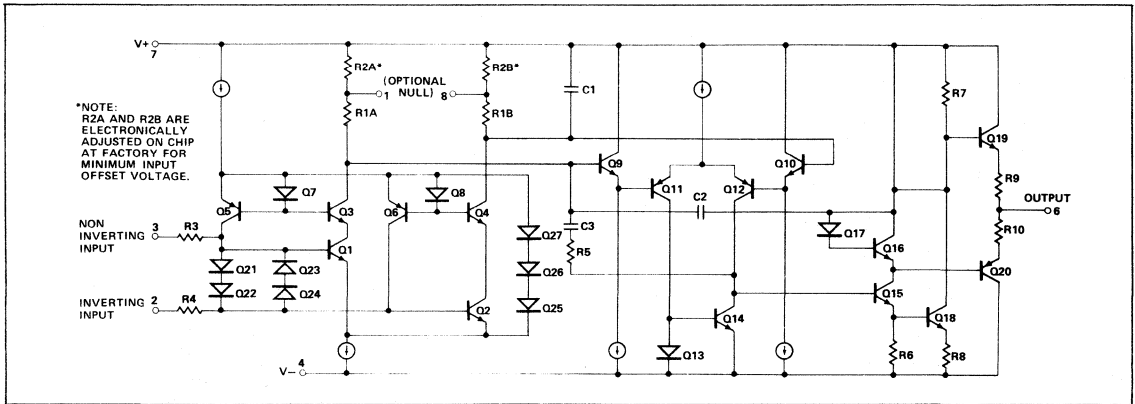 V+ 7
R2A*
R2B*
(OPTIONAL
NULL)
1
8
C1
R7
*NOTE:
R2A AND R2B ARE
ELECTRONICALLY
ADJUSTED ON CHIP
AT FACTORY FOR
MINIMUM INPUT
OFFSET VOLTAGE.
R1A
R1B
Q19
Q9
Q10
Q7
Q8
Q11
Q12
R9
Q5
Q3
Q6
Q4
C2
OUTPUT
6
NON
INVERTING
INPUT
3
R3
C3
Q17
R10
Q27
Q16
Q1
R5
Q21
Q23
Q26
Q20
Q22
Q24
Q15
INVERTING
INPUT
2
R4
Q2
Q25
Q14
Q18
Q13
R6
R8
V- 4